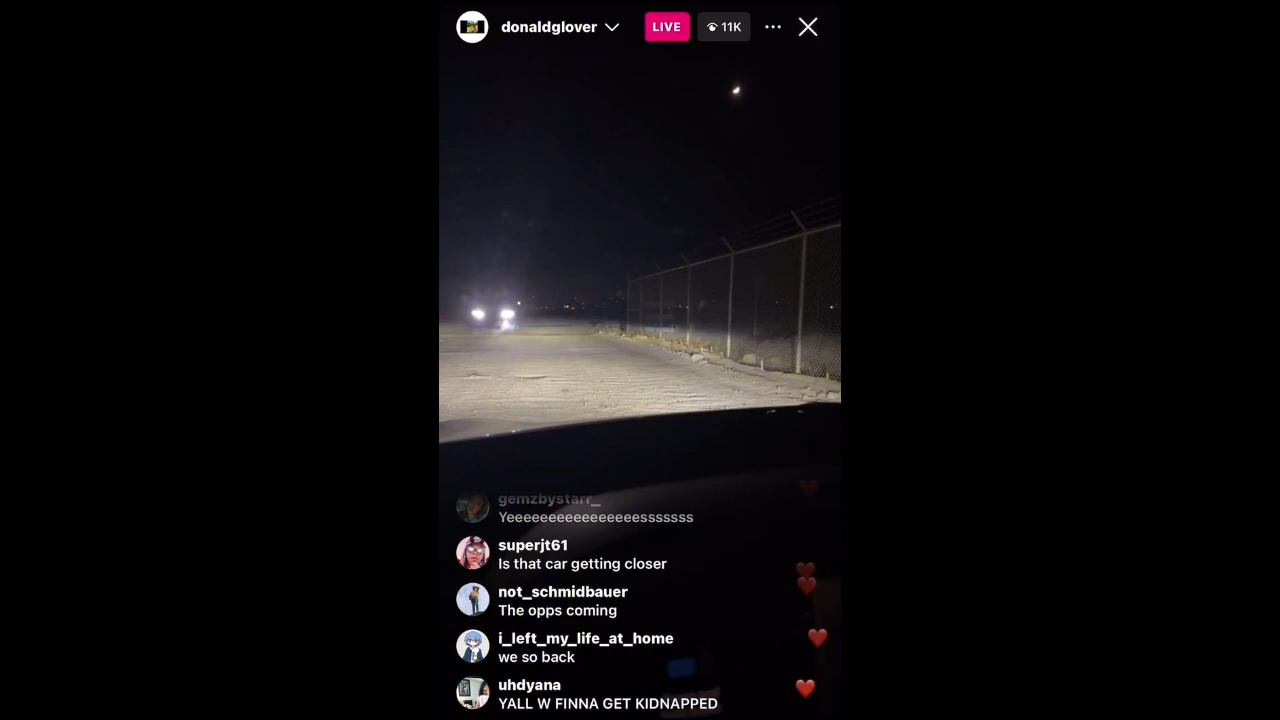 donaldglover
LIVE
11K
gemzbystarr_
Yeeeeeeeeeeeeeeeesssssss
superjt61
Is that car getting closer
not_schmidbauer
The opps coming
i_left_my_life_at_home
we so back
uhdyana
YALL W FINNA GET KIDNAPPED